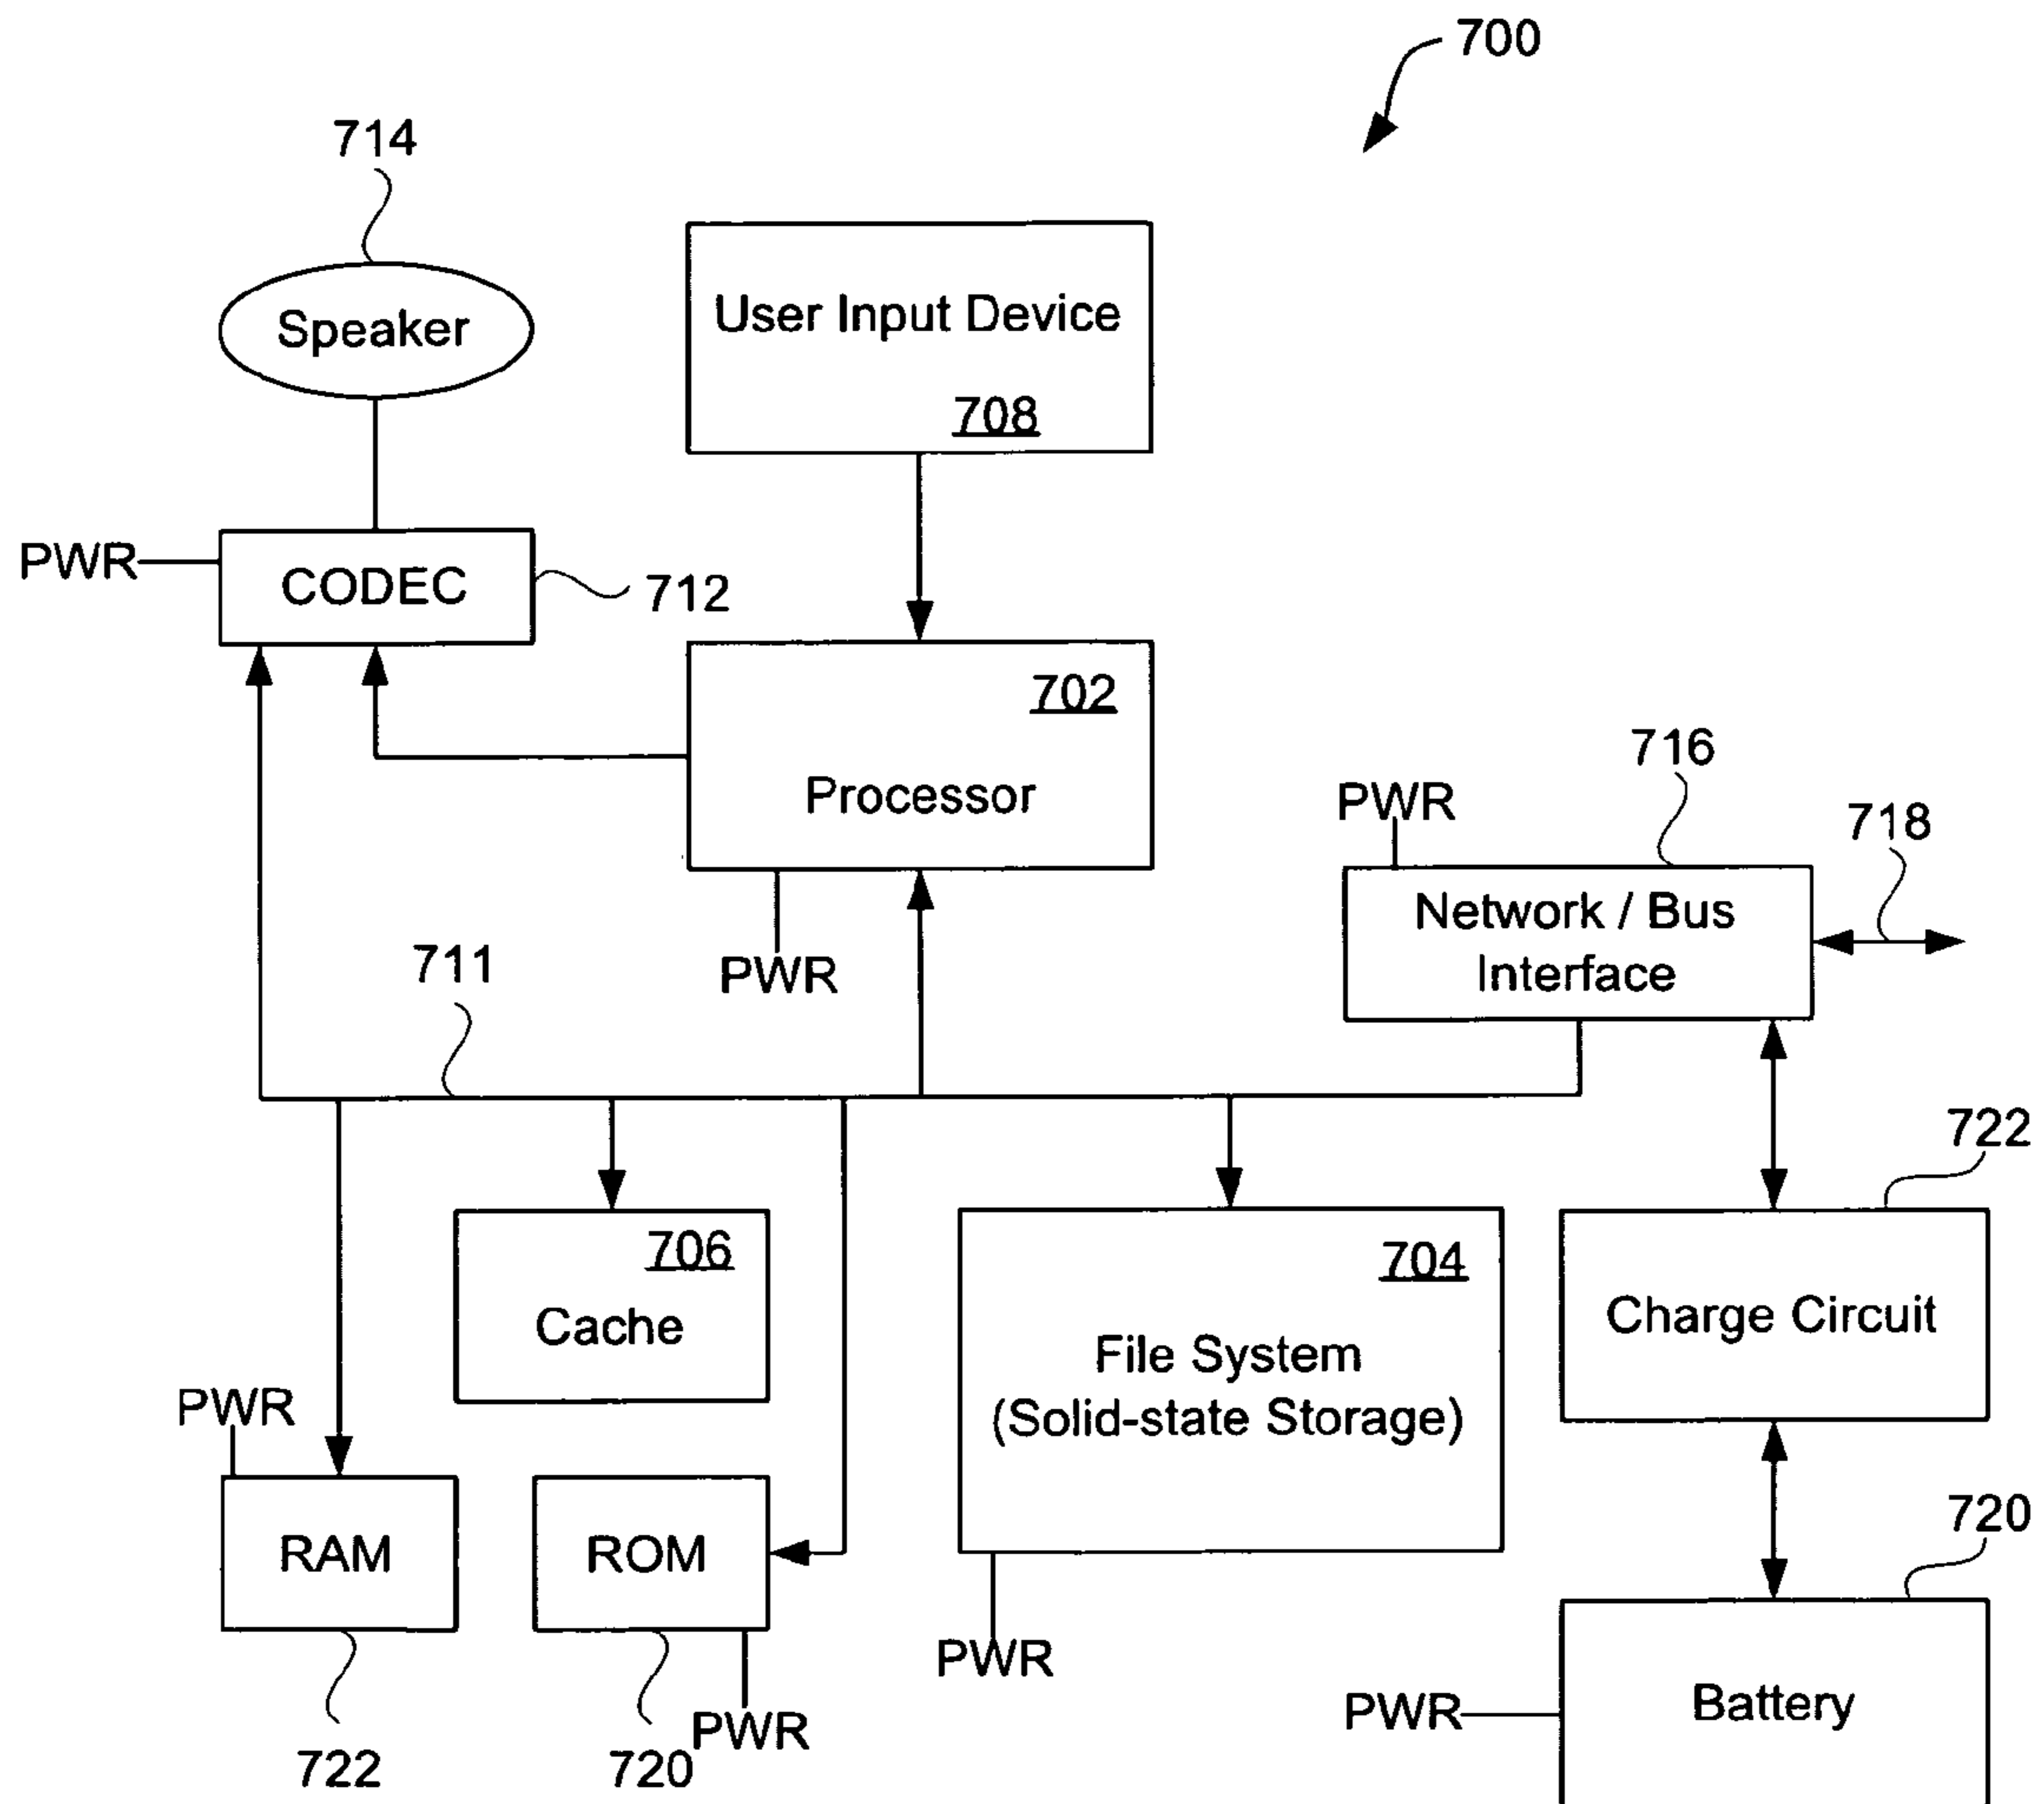 700
714
Speaker
User Input Device
708
PWR
CODEC
712
702
Processor
PWR
716
PWR
718
Network / Bus
Interface
711
722
706
Cache
704
File System
(Solid-state Storage)
Charge Circuit
PWR
RAM
ROM
720
PWR
PWR
Battery
PWR
722
720